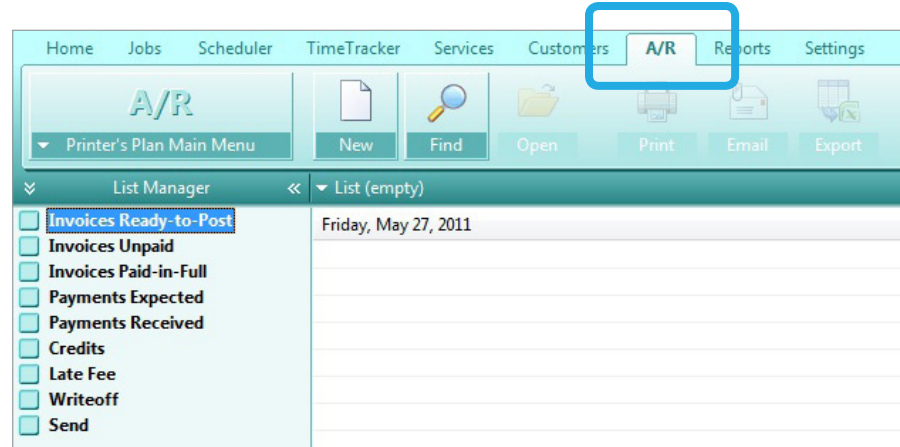 Home Jobs Scheduler TimeTracker Services Customers A/R Reports Settings
A/R
Printer's Plan Main Menu New Find Open Print Email Export
List Manager List (empty)
Invoices Ready-to-Post Friday, May 27, 2011
Invoices Unpaid
Invoices Paid-in-Full
Payments Expected
Payments Received
Credits
Late Fee
Writeoff
Send